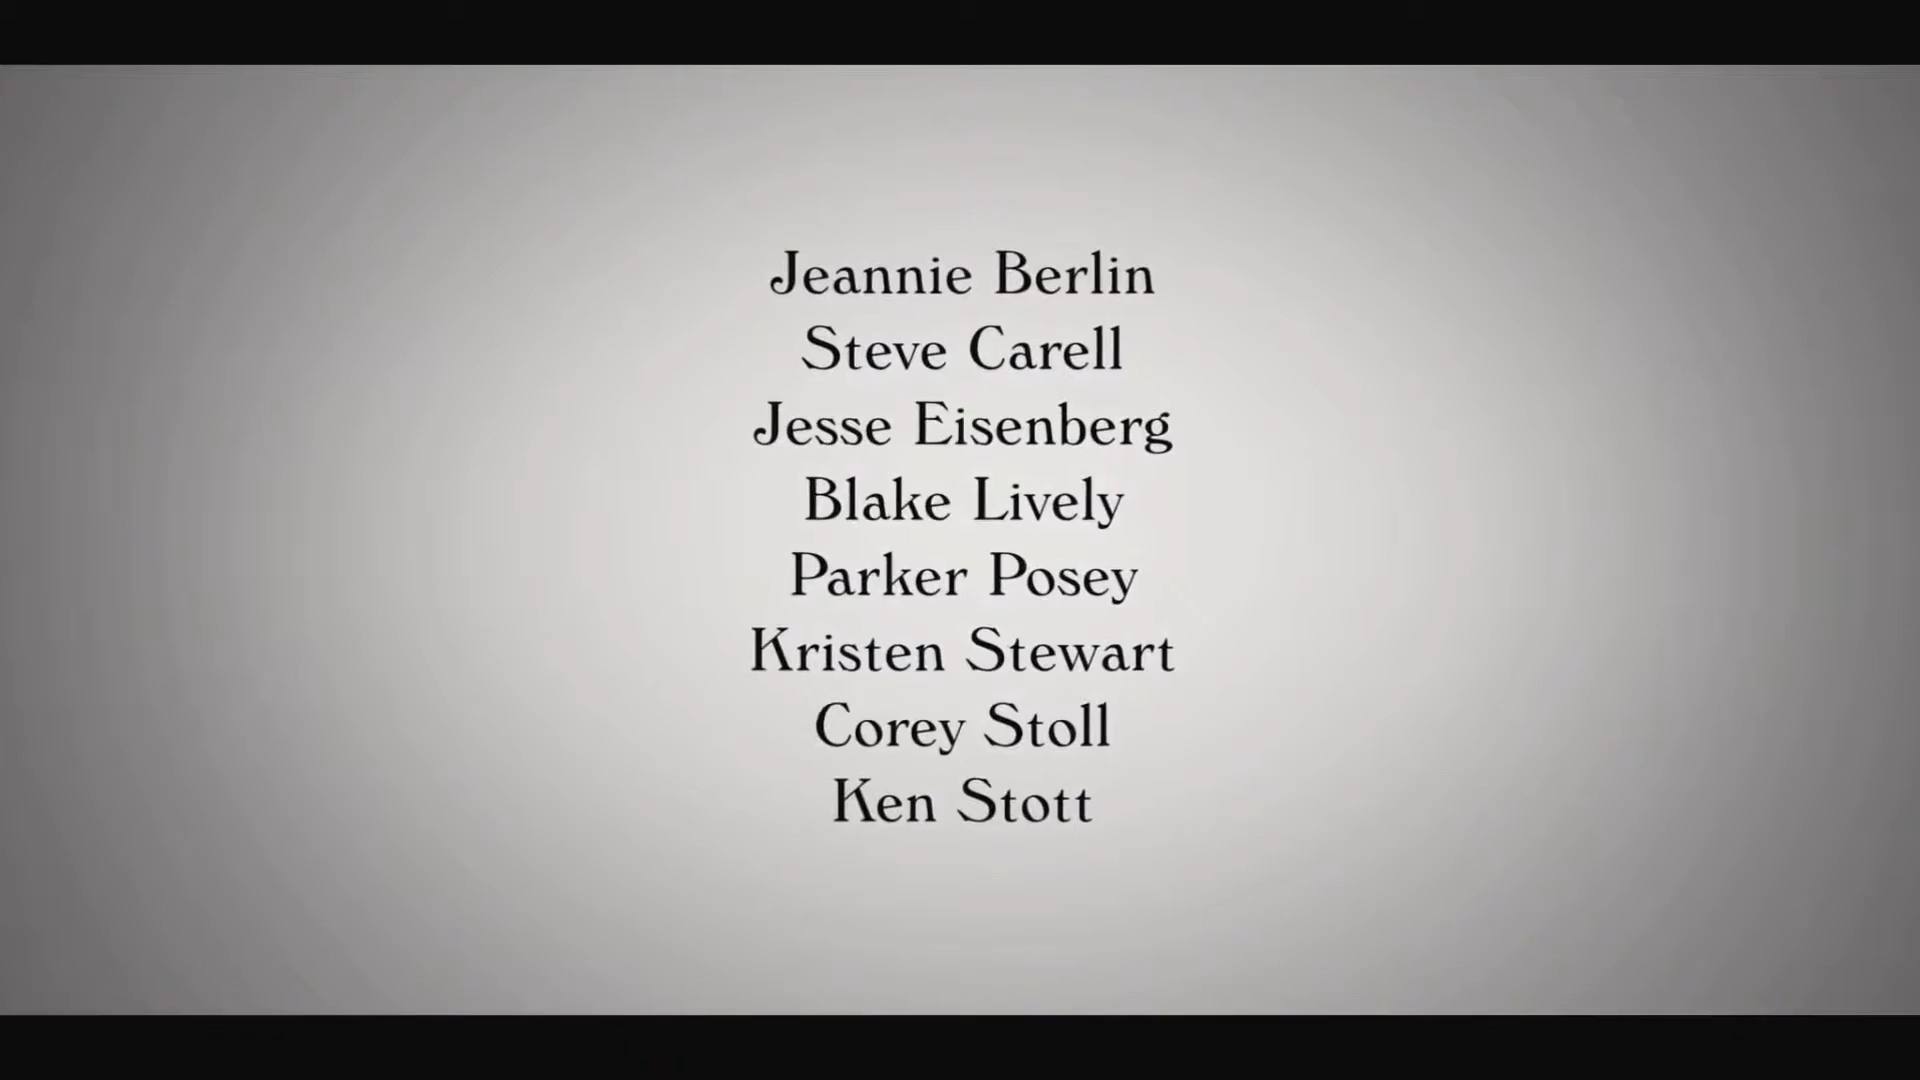 Jeannie Berlin
Steve Carell
Jesse Eisenberg
Blake Lively
Parker Posey
Kristen Stewart
Corey Stoll
Ken Stott